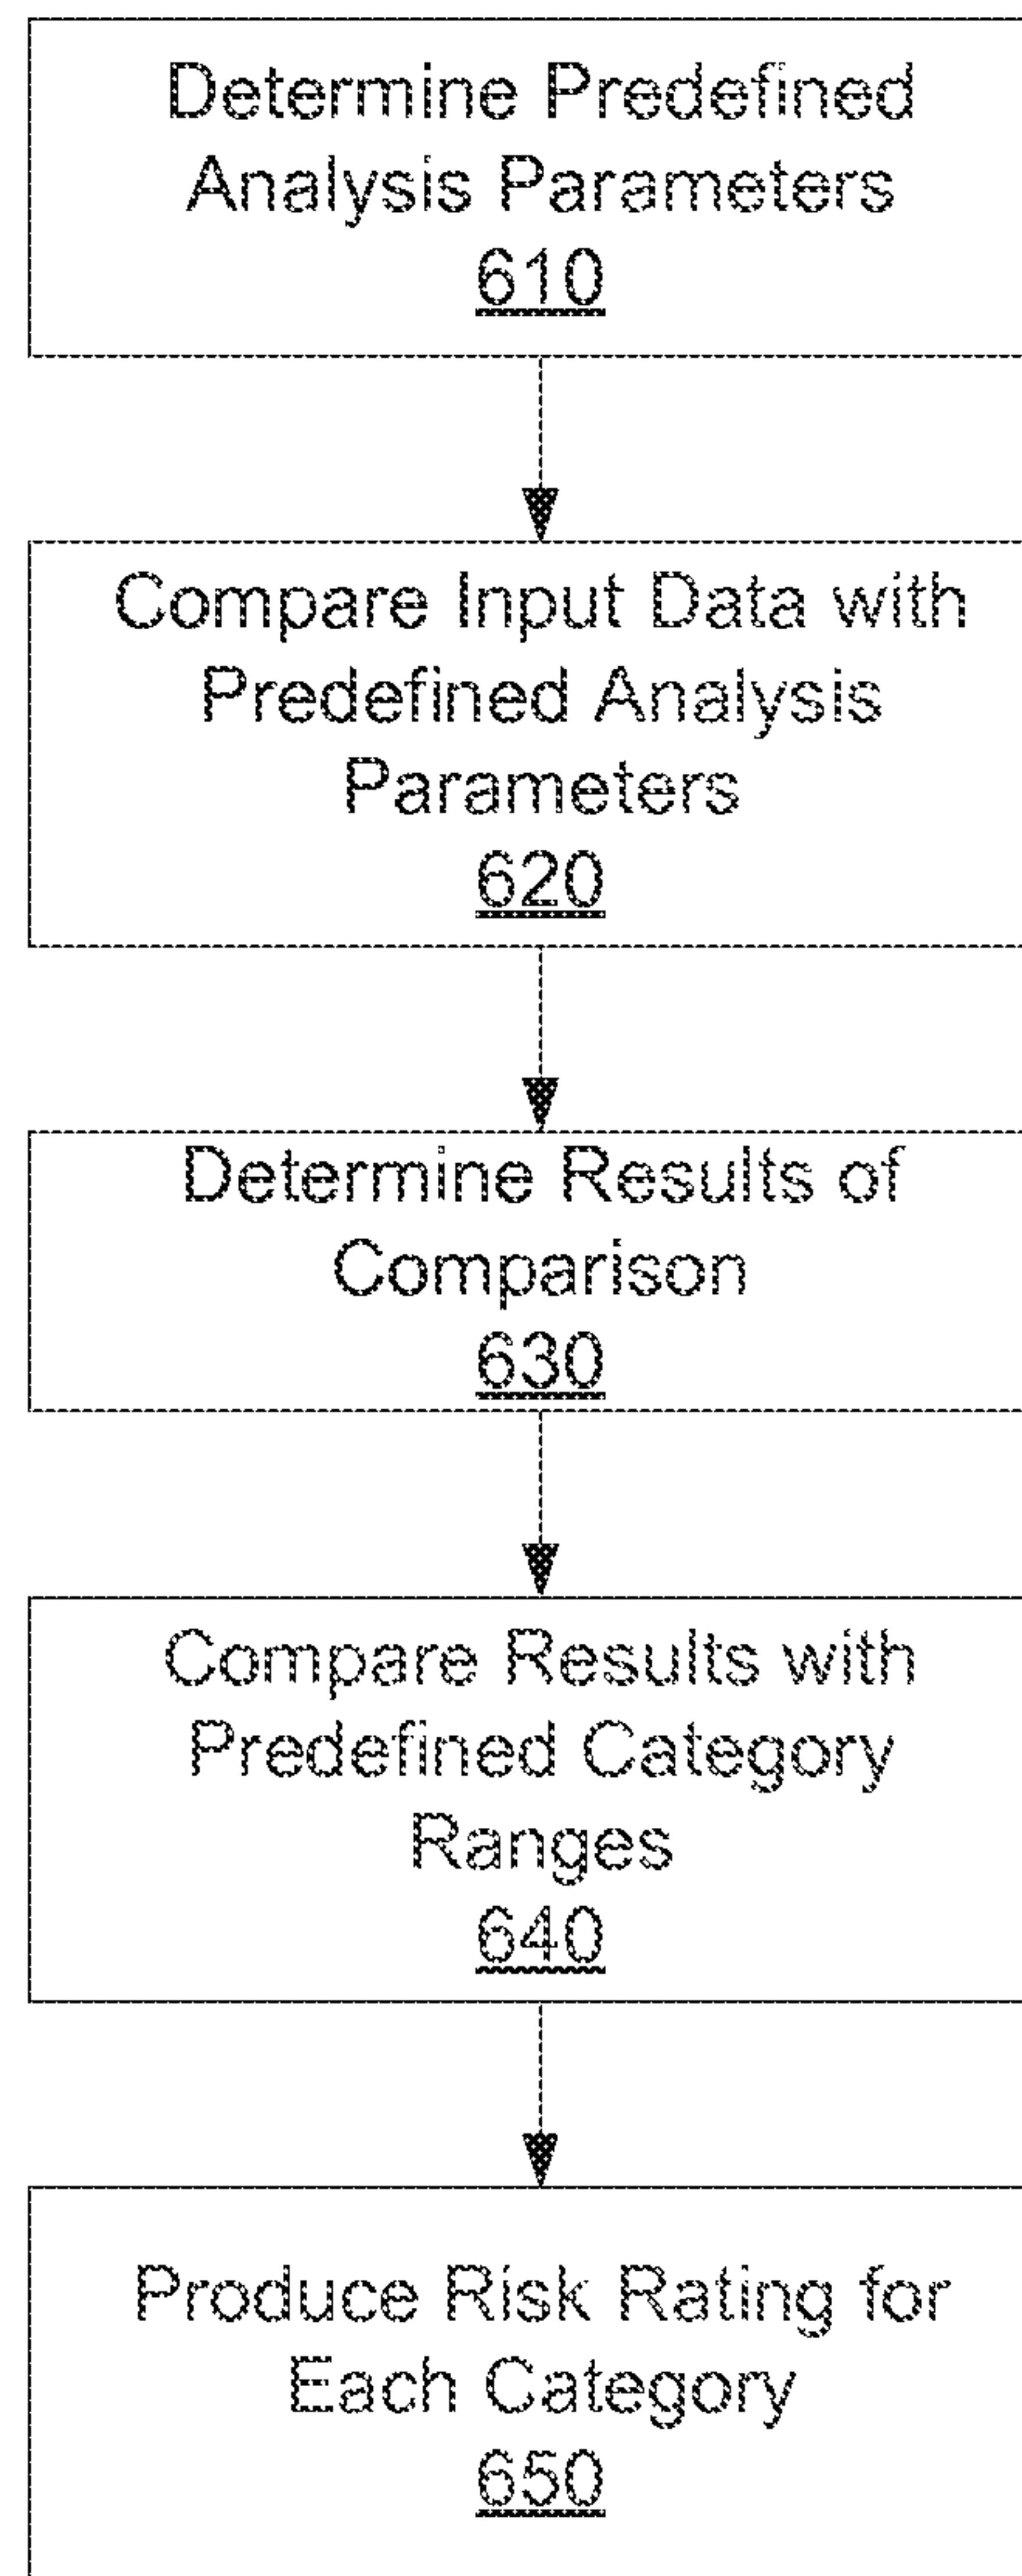 Determine Predefined
Analysis Parameters
610
Compare Input Data with
Predefined Analysis
Parameters
620
Determine Results of
Comparison
630
Compare Results with
Predefined Category
Ranges
640
Produce Risk Rating for
Each Category
650